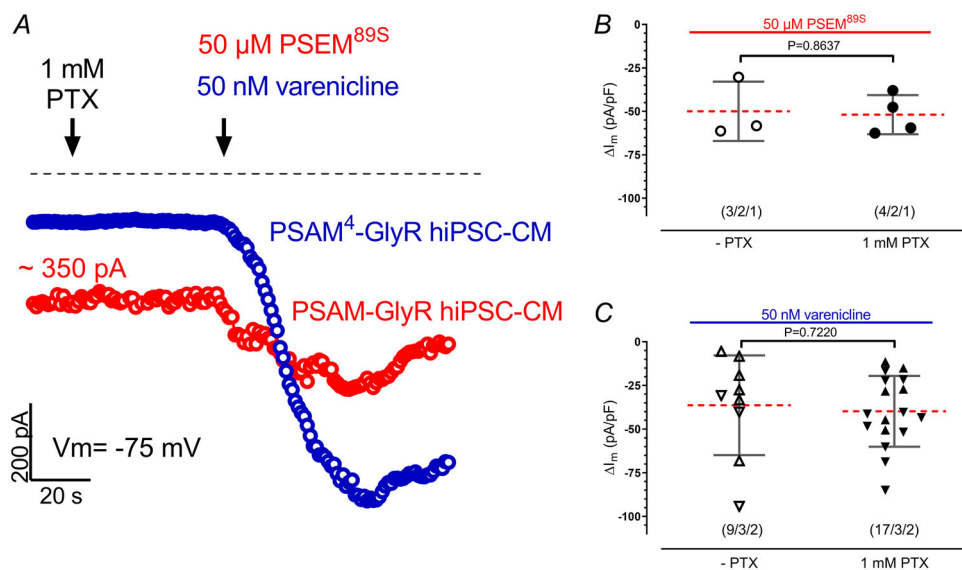 A
50 µM PSEM⁸⁹ˢ
1 mM
PTX
50 nM varenicline
PSAM⁴-GlyR hiPSC-CM
~ 350 pA
PSAM-GlyR hiPSC-CM
200 pA
Vm= -75 mV
20 s
B
50 µM PSEM⁸⁹ˢ
P=0.8637
0
-25
-50
-75
-100
ΔIₘ (pA/pF)
(3/2/1)
(4/2/1)
- PTX
1 mM PTX
C
50 nM varenicline
P=0.7220
0
-25
-50
-75
-100
ΔIₘ (pA/pF)
(9/3/2)
(17/3/2)
- PTX
1 mM PTX